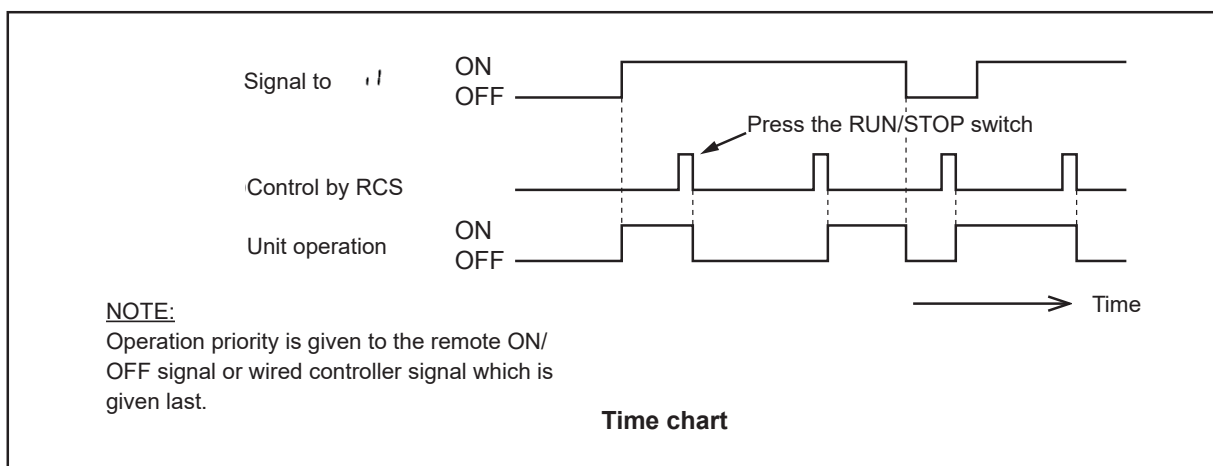 Signal to
ON
OFF
Press the RUN/STOP switch
Control by RCS
Unit operation
ON
OFF
Time
NOTE:
Operation priority is given to the remote ON/
OFF signal or wired controller signal which is
given last.
Time chart